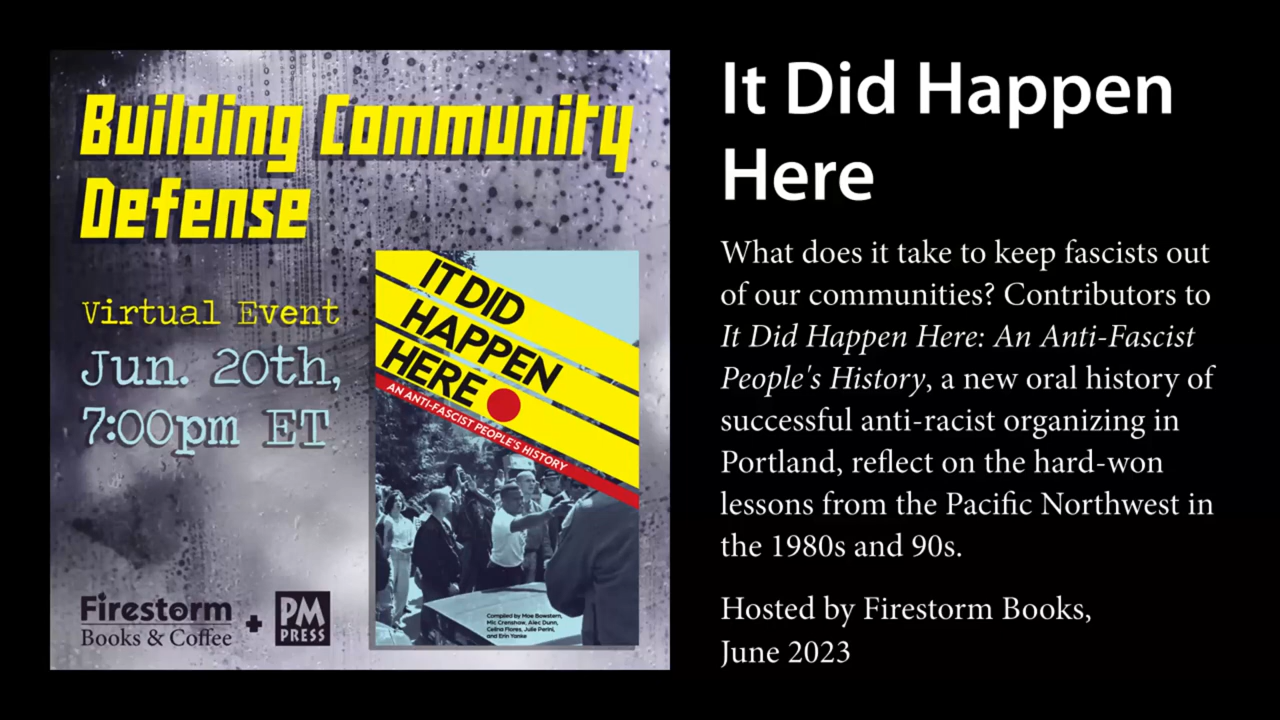 Building Community
Defense
Virtual Event
Jun. 20th,
7:00pm ET
IT DID
HAPPEN
HERE
AN ANTI-FASCIST PEOPLE'S HISTORY
Compiled by Moe Bowstern,
Mic Crenshaw, Alec Dunn,
Celina Flores, Julie Perini,
and Erin Yanke
Firestorm
Books & Coffee
+
PM
PRESS
It Did Happen
Here
What does it take to keep fascists out
of our communities? Contributors to
It Did Happen Here: An Anti-Fascist
People's History, a new oral history of
successful anti-racist organizing in
Portland, reflect on the hard-won
lessons from the Pacific Northwest in
the 1980s and 90s.
Hosted by Firestorm Books,
June 2023